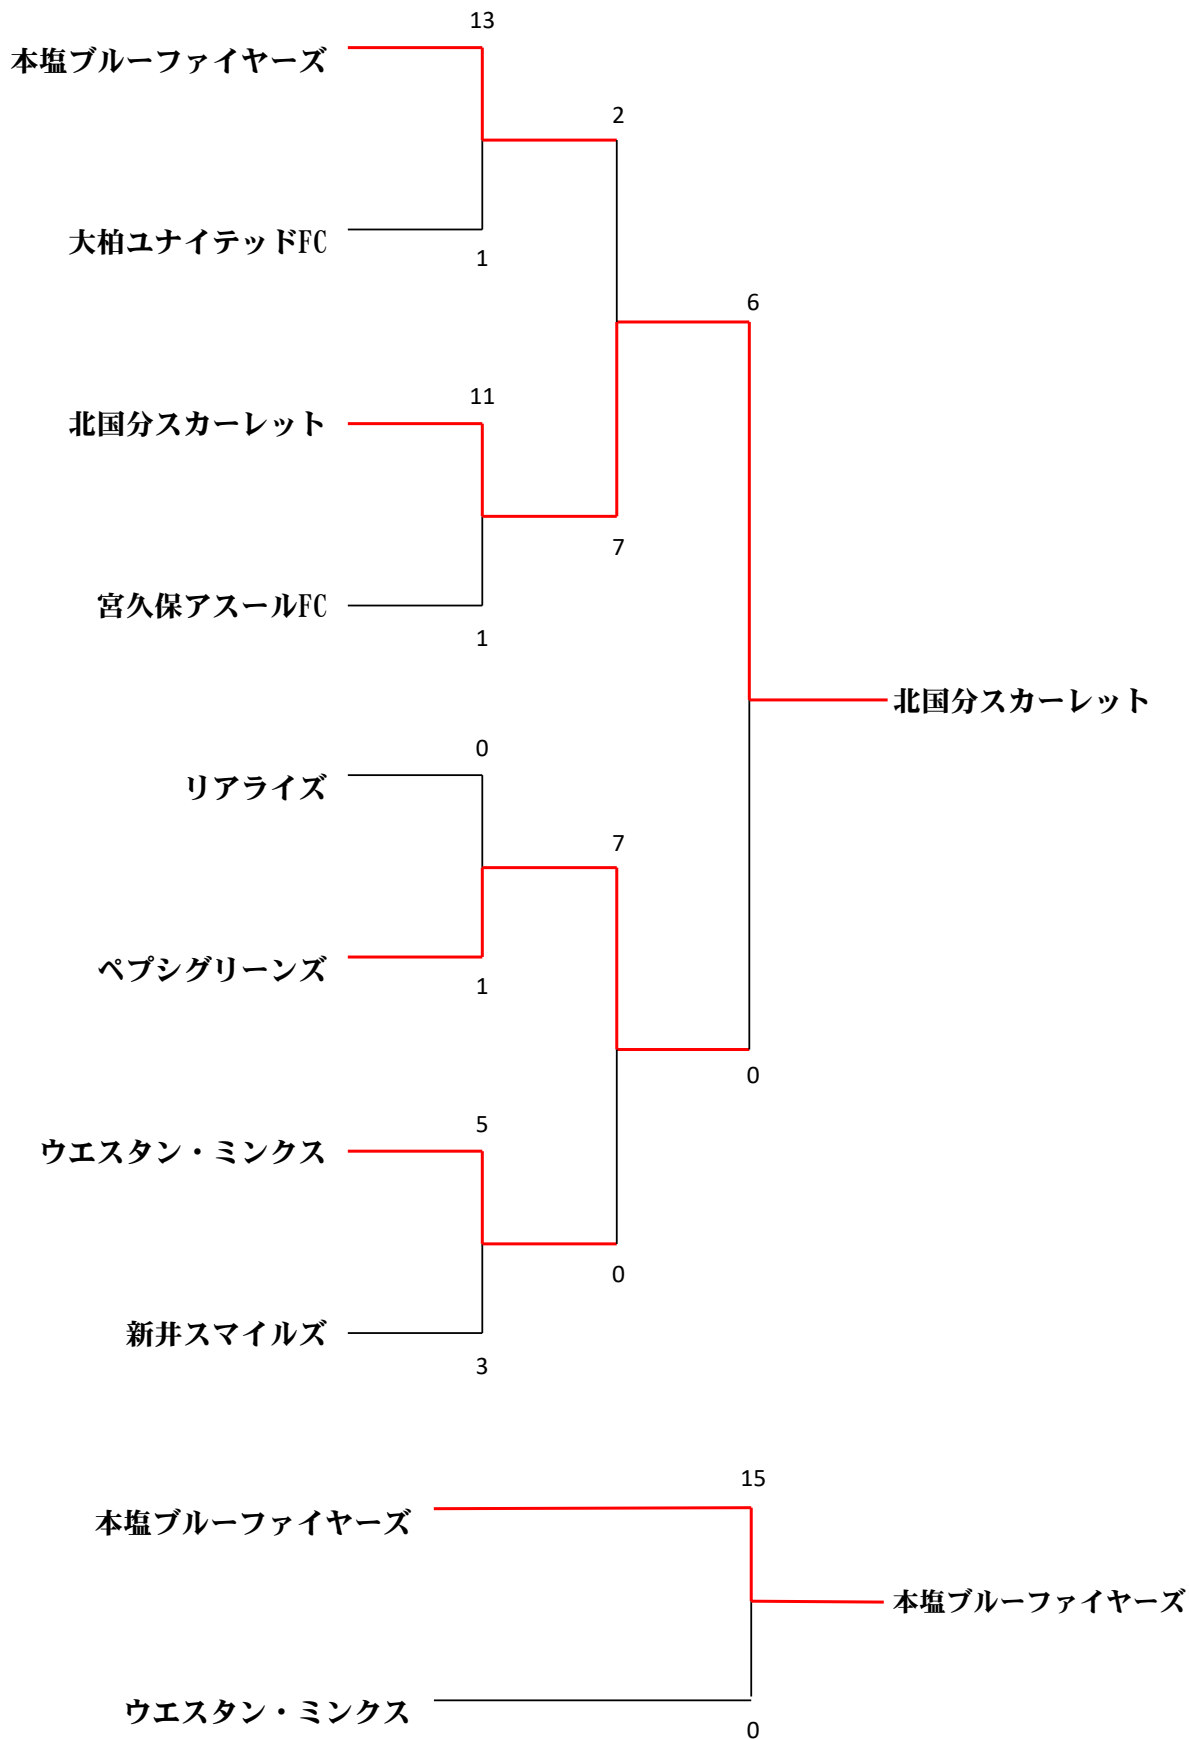 13
本塩ブルーファイヤーズ
2
大柏ユナイテッドFC
1
6
11
北国分スカーレット
7
宮久保アスールFC
1
北国分スカーレット
0
リアライズ
7
ペプシグリーンズ
1
0
5
ウエスタン・ミンクス
0
新井スマイルズ
3
15
本塩ブルーファイヤーズ
本塩ブルーファイヤーズ
ウエスタン・ミンクス
0